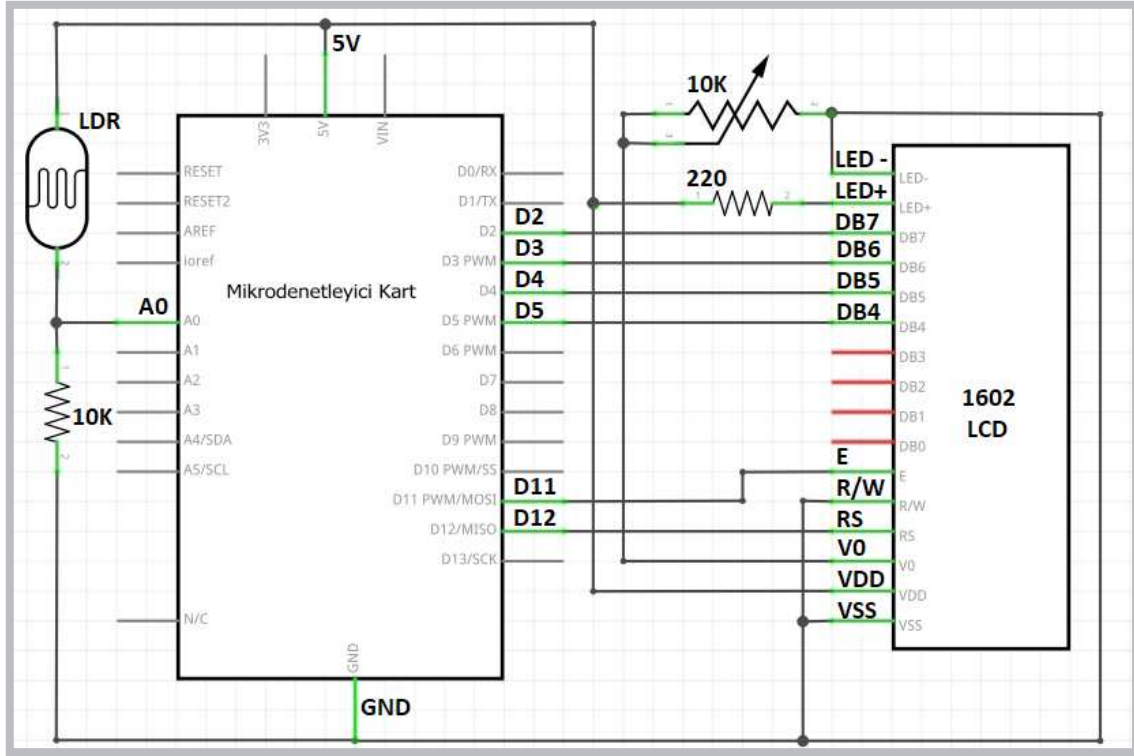 5V
LDR
A0
10K
3V3
5V
VIN
RESET
RESET2
AREF
ioref
A0
A1
A2
A3
A4/SDA
A5/SCL
N/C
Mikrodenetleyici Kart
D0/RX
D1/TX
D2
D3 PWM
D4
D5 PWM
D6 PWM
D7
D8
D9 PWM
D10 PWM/SS
D11 PWM/MOSI
D12/MISO
D13/SCK
GND
GND
D2
D3
D4
D5
D11
D12
10K
220
1
2
LED -
LED+
DB7
DB6
DB5
DB4
E
R/W
RS
V0
VDD
VSS
LED-
LED+
DB7
DB6
DB5
DB4
DB3
DB2
DB1
DB0
E
R/W
RS
V0
VDD
VSS
1602
LCD